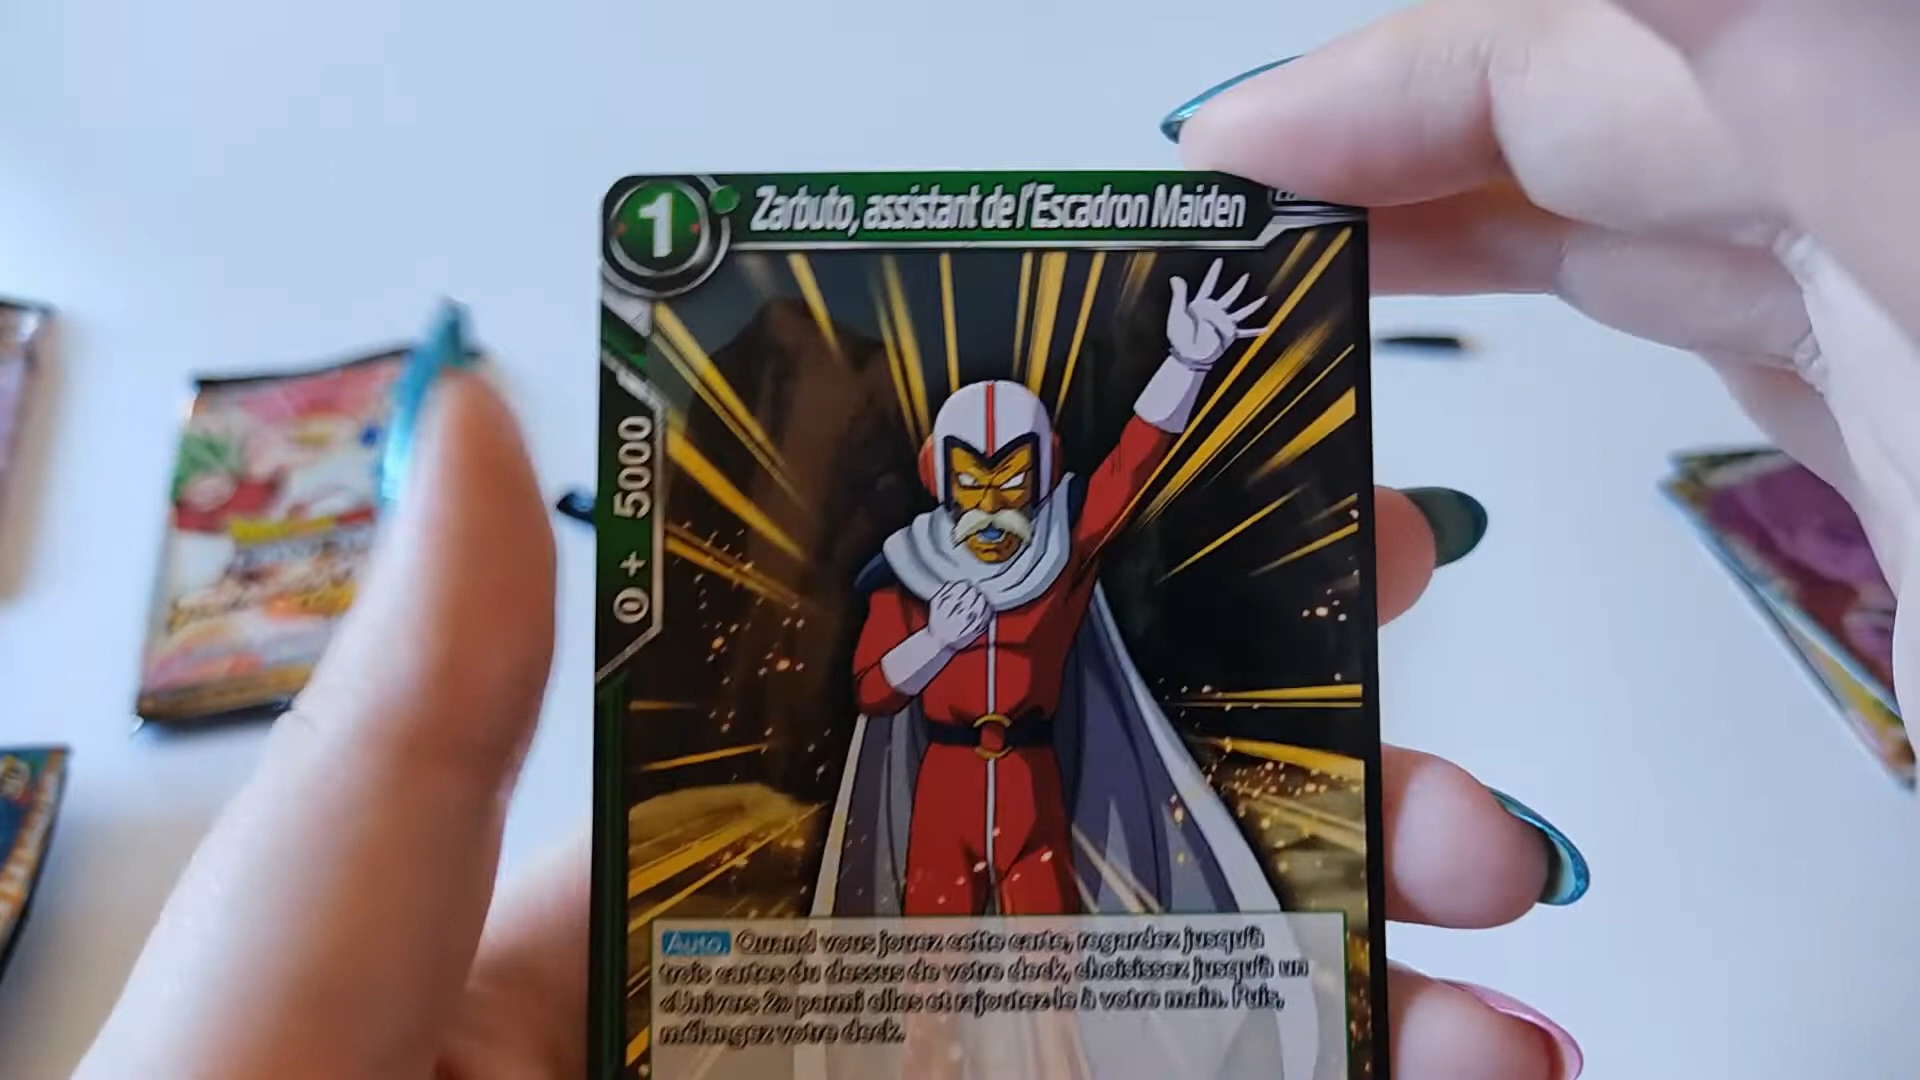 1
Zarbuto, assistant de l'Escadron Maiden
0 + 5000
Auto. Quand vous jouez cette carte, regardez jusqu'à
trois cartes du dessus de votre deck, choisissez jusqu'à un
«Univers 2» parmi elles et rajoutez-le à votre main. Puis,
mélangez votre deck.